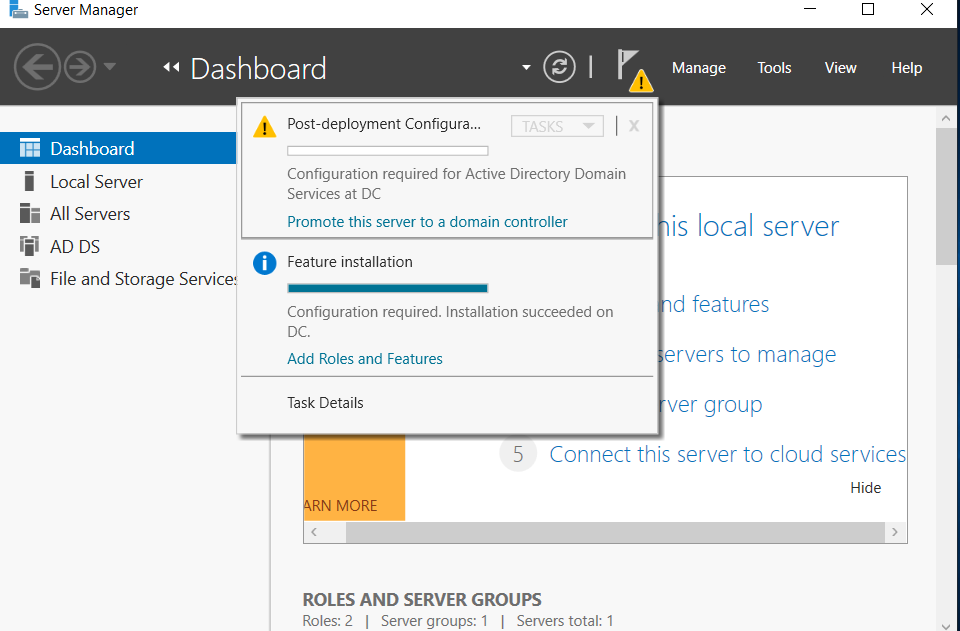 Server Manager
Dashboard
Manage
Tools
View
Help
Dashboard
Local Server
All Servers
AD DS
File and Storage Services
Post-deployment Configura...
TASKS
X
Configuration required for Active Directory Domain
Services at DC
Promote this server to a domain controller
Feature installation
Configuration required. Installation succeeded on
DC.
Add Roles and Features
Task Details
his local server
nd features
servers to manage
rver group
5 Connect this server to cloud services
Hide
ARN MORE
ROLES AND SERVER GROUPS
Roles: 2 | Server groups: 1 | Servers total: 1